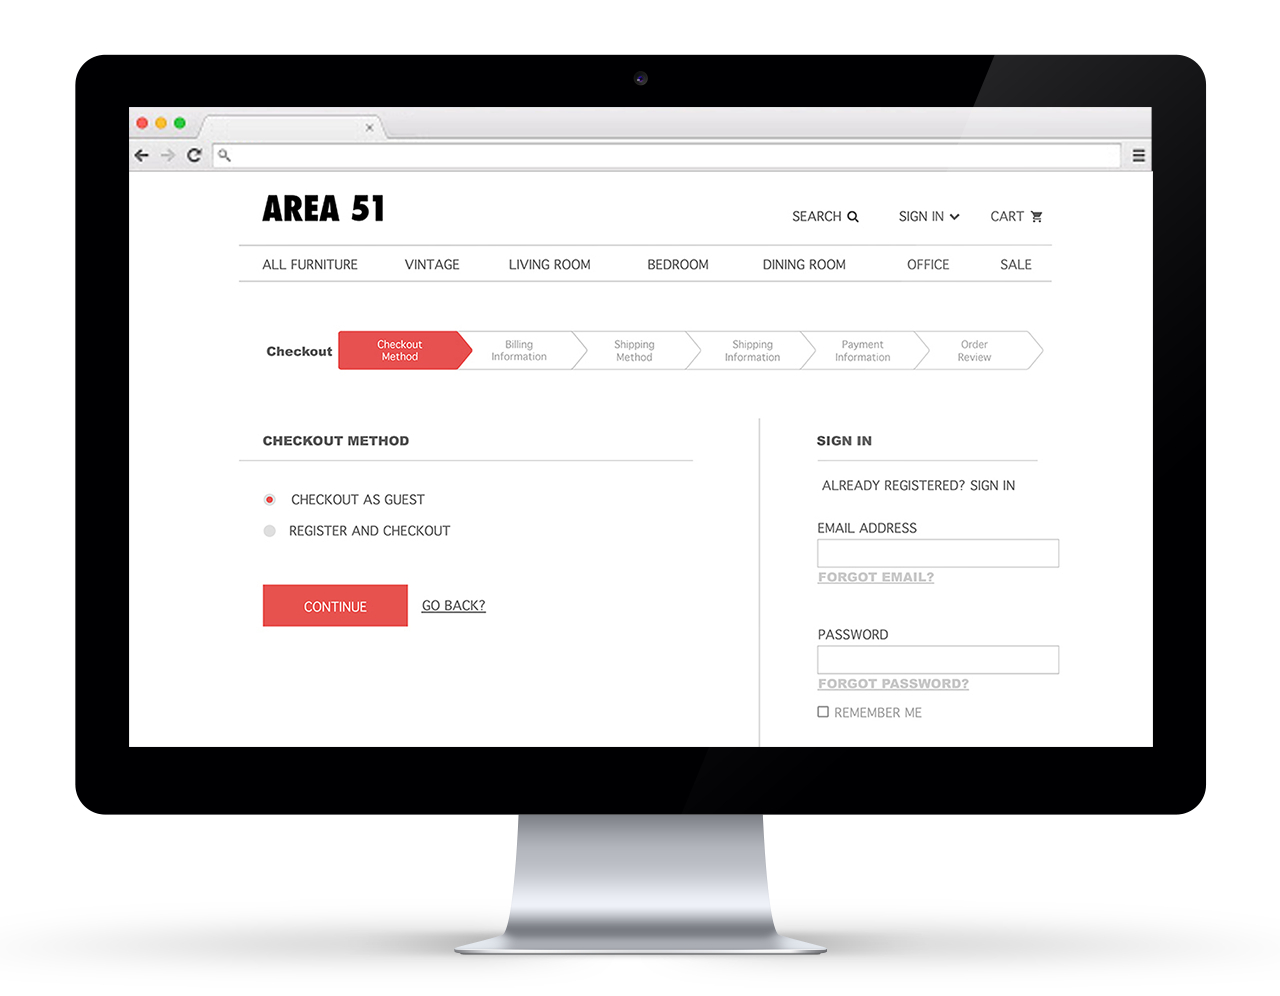 AREA 51
SEARCH SIGN IN CART
ALL FURNITURE VINTAGE LIVING ROOM BEDROOM DINING ROOM OFFICE SALE
Checkout
Checkout
Method
Billing
Information
Shipping
Method
Shipping
Information
Payment
Information
Order
Review
CHECKOUT METHOD
CHECKOUT AS GUEST
REGISTER AND CHECKOUT
CONTINUE GO BACK?
SIGN IN
ALREADY REGISTERED? SIGN IN
EMAIL ADDRESS
FORGOT EMAIL?
PASSWORD
FORGOT PASSWORD?
REMEMBER ME